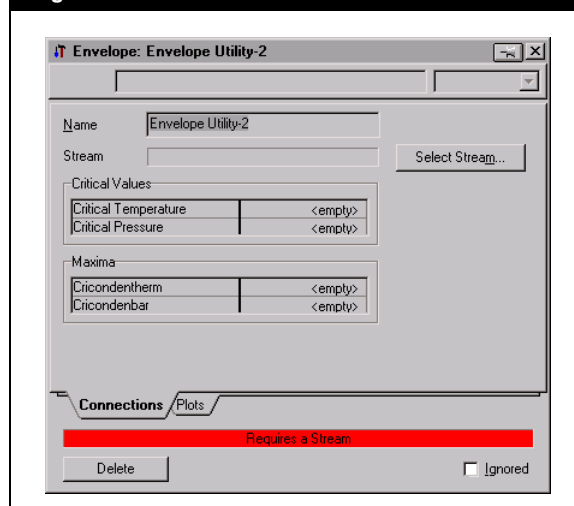 Envelope: Envelope Utility-2
Name Envelope Utility-2
Stream Select Stream...
Critical Values
Critical Temperature <empty>
Critical Pressure <empty>
Maxima
Cricondentherm <empty>
Cricondenbar <empty>
Connections Plots
Requires a Stream
Delete Ignored